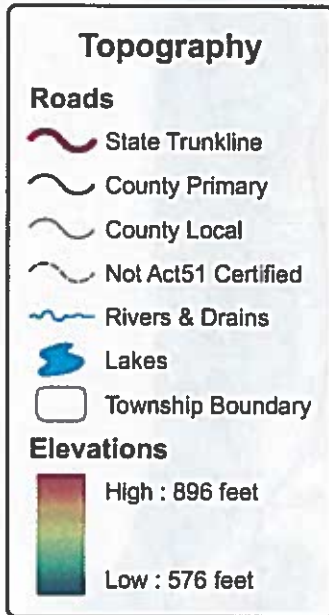 Topography
Roads
State Trunkline
County Primary
County Local
Not Act51 Certified
Rivers & Drains
Lakes
Township Boundary
Elevations
High : 896 feet
Low : 576 feet